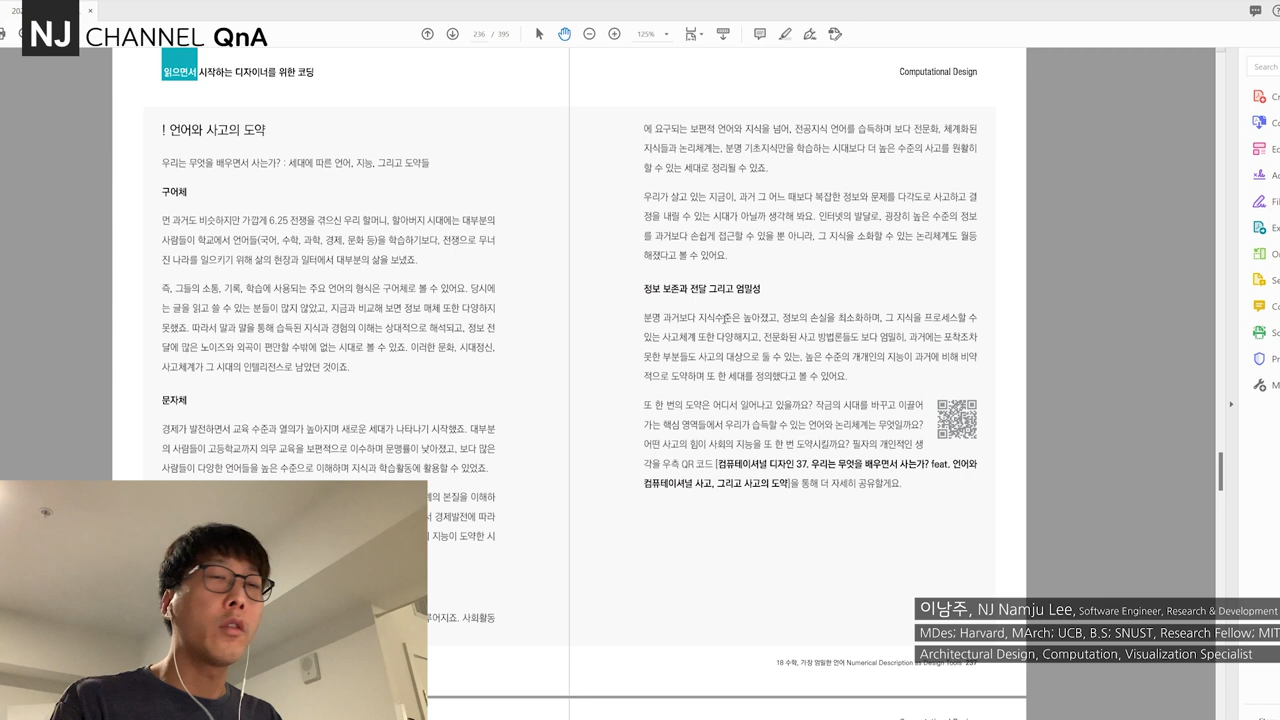 NJ CHANNEL QnA
236 / 395
125%
Search
읽으면서 시작하는 디자이너를 위한 코딩
Computational Design
! 언어와 사고의 도약
우리는 무엇을 배우면서 사는가? : 세대에 따른 언어, 지능, 그리고 도약들
구어체
먼 과거도 비슷하지만 가깝게 6.25 전쟁을 겪으신 우리 할머니, 할아버지 시대에는 대부분의
사람들이 학교에서 언어들(국어, 수학, 과학, 경제, 문화 등)을 학습하기보다, 전쟁으로 무너
진 나라를 일으키기 위해 삶의 현장과 일터에서 대부분의 삶을 보냈죠.
즉, 그들의 소통, 기록, 학습에 사용되는 주요 언어의 형식은 구어체로 볼 수 있어요. 당시에
는 글을 읽고 쓸 수 있는 분들이 많지 않았고, 지금과 비교해 보면 정보 매체 또한 다양하지
못했죠. 따라서 말과 말을 통해 습득된 지식과 경험의 이해는 상대적으로 해석되고, 정보 전
달에 많은 노이즈와 외곡이 편만할 수밖에 없는 시대로 볼 수 있죠. 이러한 문화, 시대정신,
사고체계가 그 시대의 인텔리전스로 남았던 것이죠.
문자체
경제가 발전하면서 교육 수준과 열의가 높아지며 새로운 세대가 나타나기 시작했죠. 대부분
의 사람들이 고등학교까지 의무 교육을 보편적으로 이수하며 문맹률이 낮아졌고, 보다 많은
사람들이 다양한 언어들을 높은 수준으로 이해하며 지식과 학습활동에 활용할 수 있었죠.
본질을 이해하
경제발전에 따라
지능이 도약한 시
루어지죠. 사회활동
에 요구되는 보편적 언어와 지식을 넘어, 전공지식 언어를 습득하며 보다 전문화, 체계화된
지식들과 논리체계는, 분명 기초지식만을 학습하는 시대보다 더 높은 수준의 사고를 원활히
할 수 있는 세대로 정리될 수 있죠.
우리가 살고 있는 지금이, 과거 그 어느 때보다 복잡한 정보와 문제를 다각도로 사고하고 결
정을 내릴 수 있는 시대가 아닐까 생각해 봐요. 인터넷의 발달로, 굉장히 높은 수준의 정보
를 과거보다 손쉽게 접근할 수 있을 뿐 아니라, 그 지식을 소화할 수 있는 논리체계도 월등
해졌다고 볼 수 있어요.
정보 보존과 전달 그리고 엄밀성
분명 과거보다 지식수준은 높아졌고, 정보의 손실을 최소화하며, 그 지식을 프로세스할 수
있는 사고체계 또한 다양해지고, 전문화된 사고 방법론들도 보다 엄밀히, 과거에는 포착조차
못한 부분들도 사고의 대상으로 둘 수 있는, 높은 수준의 개개인의 지능이 과거에 비해 비약
적으로 도약하며 또 한 세대를 정의했다고 볼 수 있어요.
또 한 번의 도약은 어디서 일어나고 있을까요? 작금의 시대를 바꾸고 이끌어
가는 핵심 영역들에서 우리가 습득할 수 있는 언어와 논리체계는 무엇일까요?
어떤 사고의 힘이 사회의 지능을 또 한 번 도약시킬까요? 필자의 개인적인 생
각을 우측 QR 코드 [컴퓨테이셔널 디자인 37. 우리는 무엇을 배우면서 사는가? feat. 언어와
컴퓨테이셔널 사고, 그리고 사고의 도약]을 통해 더 자세히 공유할게요.
18 수학, 가장 엄밀한 언어 Numerical Description as Design Tools 237
이남주, NJ Namju Lee, Software Engineer, Research & Development
MDes; Harvard, MArch; UCB, B.S; SNUST, Research Fellow; MIT
Architectural Design, Computation, Visualization Specialist